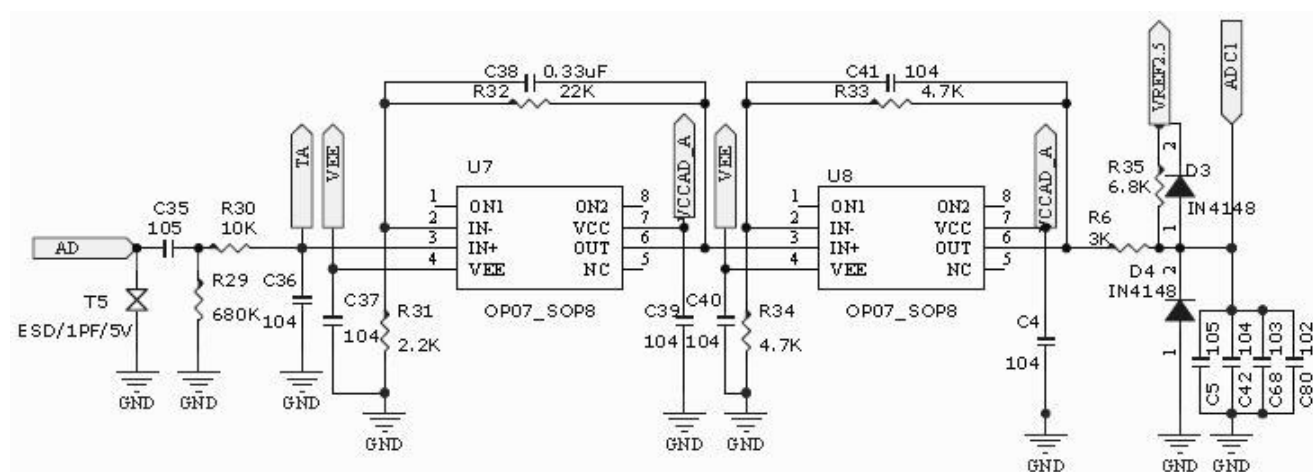 C38 0.33uF
R32 22K
C41 104
R33 4.7K
VREF2.5
ADC1
TA
VEE
VCCAD_A
VEE
VCCAD_A
U7
U8
R35
6.8K
2
D3
1
IN4148
C35
105
R30
10K
1 ON1 ON2 8
2 IN- VCC 7
3 IN+ OUT 6
4 VEE NC 5
OP07_SOP8
1 ON1 ON2 8
2 IN- VCC 7
3 IN+ OUT 6
4 VEE NC 5
OP07_SOP8
R6
3K
AD
T5
ESD/1PF/5V
R29
680K
C36
104
C37
104
R31
2.2K
C39
104
C40
104
R34
4.7K
C4
104
D4
IN4148
2
1
105
104
103
102
C5
C42
C68
C80
GND
GND
GND
GND
GND
GND
GND
GND
GND